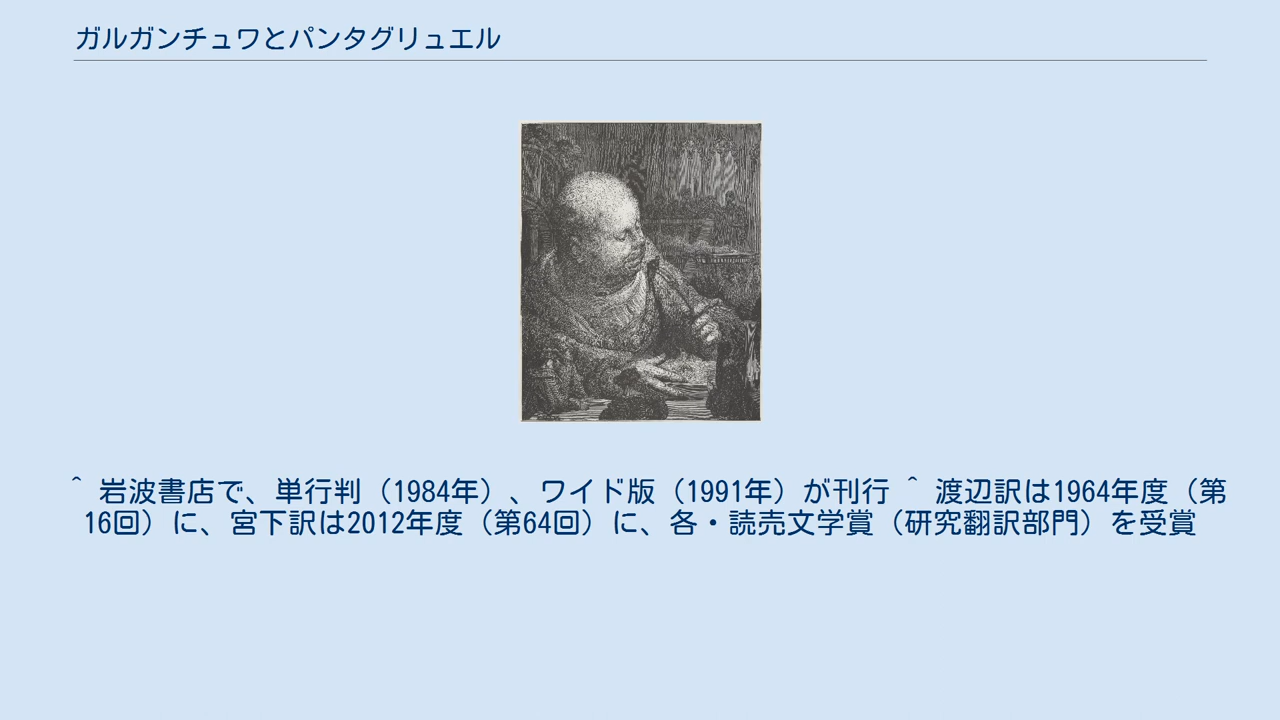 ガルガンチュワとパンタグリュエル
^ 岩波書店で、単行判（1984年）、ワイド版（1991年）が刊行 ^ 渡辺訳は1964年度（第
16回）に、宮下訳は2012年度（第64回）に、各・読売文学賞（研究翻訳部門）を受賞